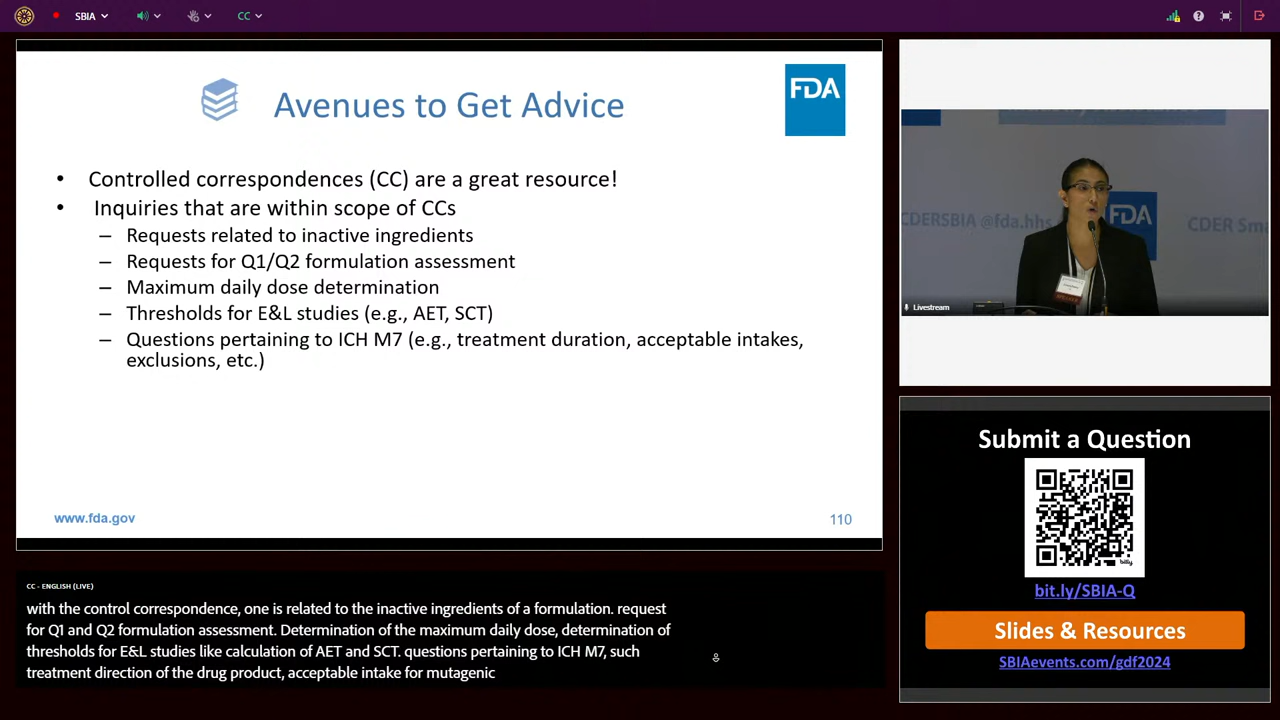 SBIA
CC
Avenues to Get Advice
FDA
• Controlled correspondences (CC) are a great resource!
• Inquiries that are within scope of CCs
– Requests related to inactive ingredients
– Requests for Q1/Q2 formulation assessment
– Maximum daily dose determination
– Thresholds for E&L studies (e.g., AET, SCT)
– Questions pertaining to ICH M7 (e.g., treatment duration, acceptable intakes,
exclusions, etc.)
www.fda.gov
110
CDERSBIA @fda.hhs
FDA
CDER Sma
Livestream
Submit a Question
bitly
bit.ly/SBIA-Q
Slides & Resources
SBIAevents.com/gdf2024
CC - ENGLISH (LIVE)
with the control correspondence, one is related to the inactive ingredients of a formulation. request
for Q1 and Q2 formulation assessment. Determination of the maximum daily dose, determination of
thresholds for E&L studies like calculation of AET and SCT. questions pertaining to ICH M7, such
treatment direction of the drug product, acceptable intake for mutagenic